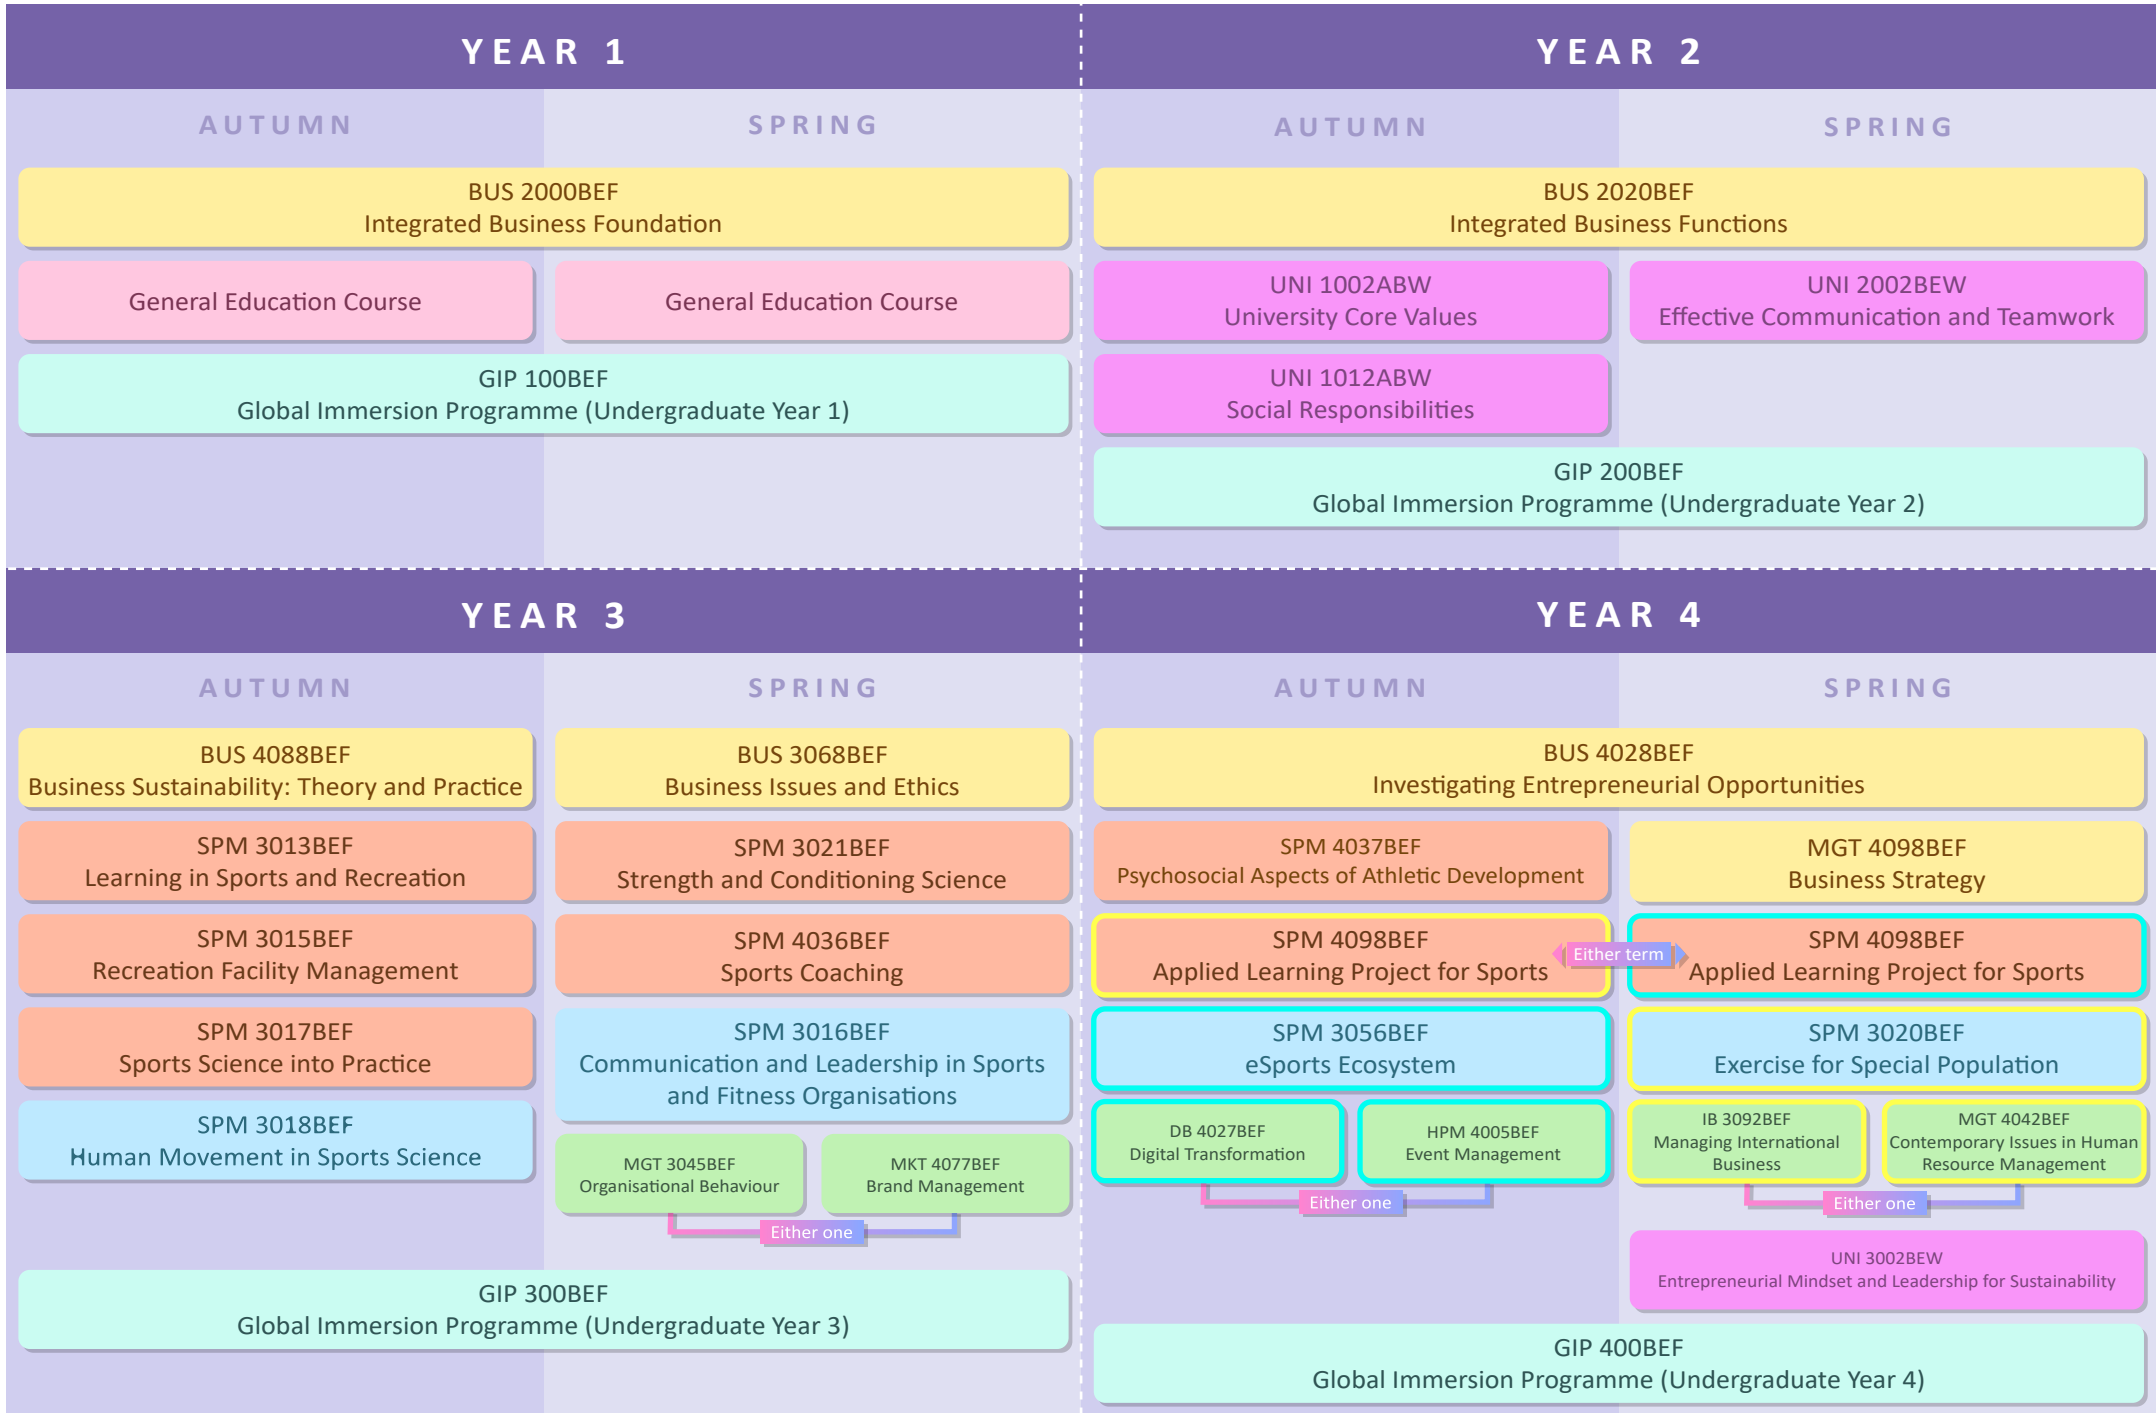 YEAR 1
AUTUMN
SPRING
BUS 2000BEF
Integrated Business Foundation
General Education Course
General Education Course
GIP 100BEF
Global Immersion Programme (Undergraduate Year 1)
YEAR 2
AUTUMN
SPRING
BUS 2020BEF
Integrated Business Functions
UNI 1002ABW
University Core Values
UNI 2002BEW
Effective Communication and Teamwork
UNI 1012ABW
Social Responsibilities
GIP 200BEF
Global Immersion Programme (Undergraduate Year 2)
YEAR 3
AUTUMN
SPRING
BUS 4088BEF
Business Sustainability: Theory and Practice
SPM 3013BEF
Learning in Sports and Recreation
SPM 3015BEF
Recreation Facility Management
SPM 3017BEF
Sports Science into Practice
SPM 3018BEF
Human Movement in Sports Science
BUS 3068BEF
Business Issues and Ethics
SPM 3021BEF
Strength and Conditioning Science
SPM 4036BEF
Sports Coaching
SPM 3016BEF
Communication and Leadership in Sports
and Fitness Organisations
MGT 3045BEF
Organisational Behaviour
MKT 4077BEF
Brand Management
Either one
GIP 300BEF
Global Immersion Programme (Undergraduate Year 3)
YEAR 4
AUTUMN
SPRING
BUS 4028BEF
Investigating Entrepreneurial Opportunities
SPM 4037BEF
Psychosocial Aspects of Athletic Development
MGT 4098BEF
Business Strategy
SPM 4098BEF
Applied Learning Project for Sports
Either term
SPM 4098BEF
Applied Learning Project for Sports
SPM 3056BEF
eSports Ecosystem
SPM 3020BEF
Exercise for Special Population
DB 4027BEF
Digital Transformation
HPM 4005BEF
Event Management
Either one
IB 3092BEF
Managing International
Business
MGT 4042BEF
Contemporary Issues in Human
Resource Management
Either one
UNI 3002BEW
Entrepreneurial Mindset and Leadership for Sustainability
GIP 400BEF
Global Immersion Programme (Undergraduate Year 4)